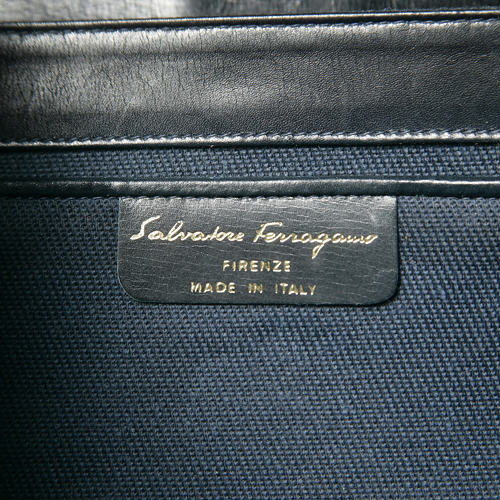 Salvatore Ferragamo
FIRENZE
MADE IN ITALY